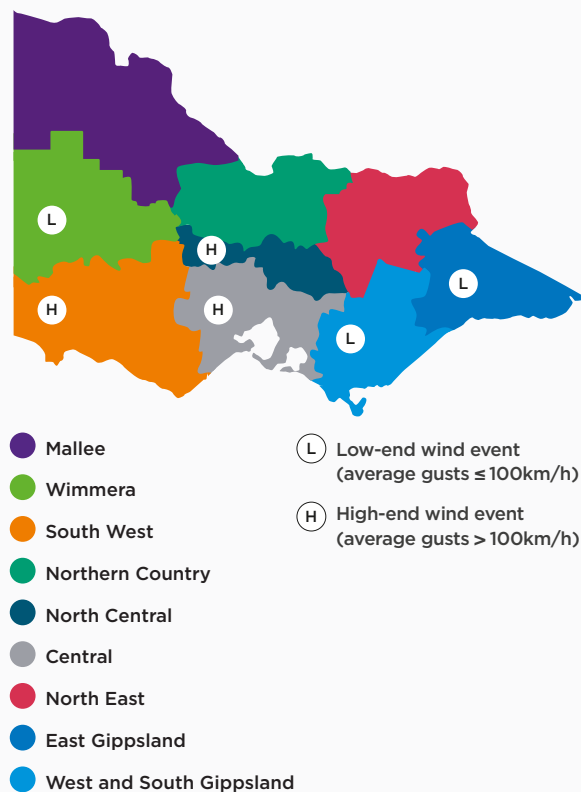 L
H
H
H
L
L
Mallee
Wimmera
South West
Northern Country
North Central
Central
North East
East Gippsland
West and South Gippsland
L Low-end wind event
(average gusts ≤ 100km/h)
H High-end wind event
(average gusts > 100km/h)